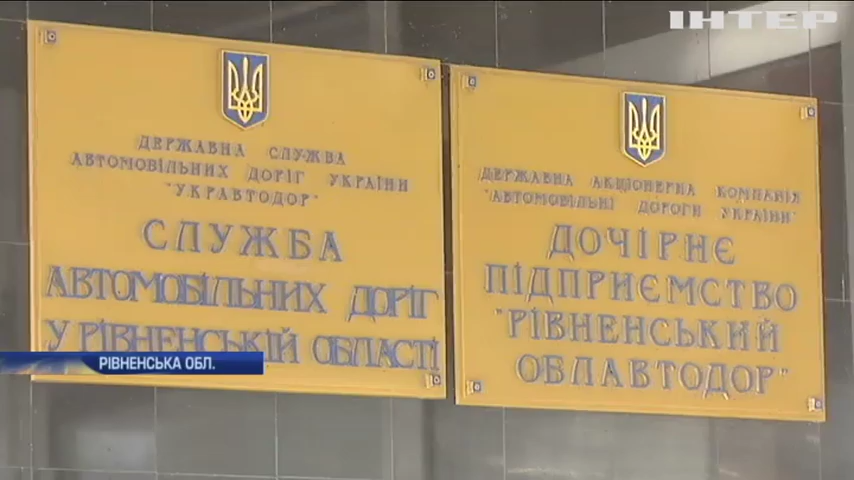 ІНТЕР
ДЕРЖАВНА СЛУЖБА
АВТОМОБІЛЬНИХ ДОРІГ УКРАЇНИ
"УКРАВТОДОР"
СЛУЖБА
АВТОМОБІЛЬНИХ ДОРІГ
У РІВНЕНСЬКІЙ ОБЛАСТІ
ДЕРЖАВНА АКЦІОНЕРНА КОМПАНІЯ
"АВТОМОБІЛЬНІ ДОРОГИ УКРАЇНИ"
ДОЧІРНЄ
ПІДПРИЄМСТВО
"РІВНЕНСЬКИЙ
ОБЛАВТОДОР"
РІВНЕНСЬКА ОБЛ.